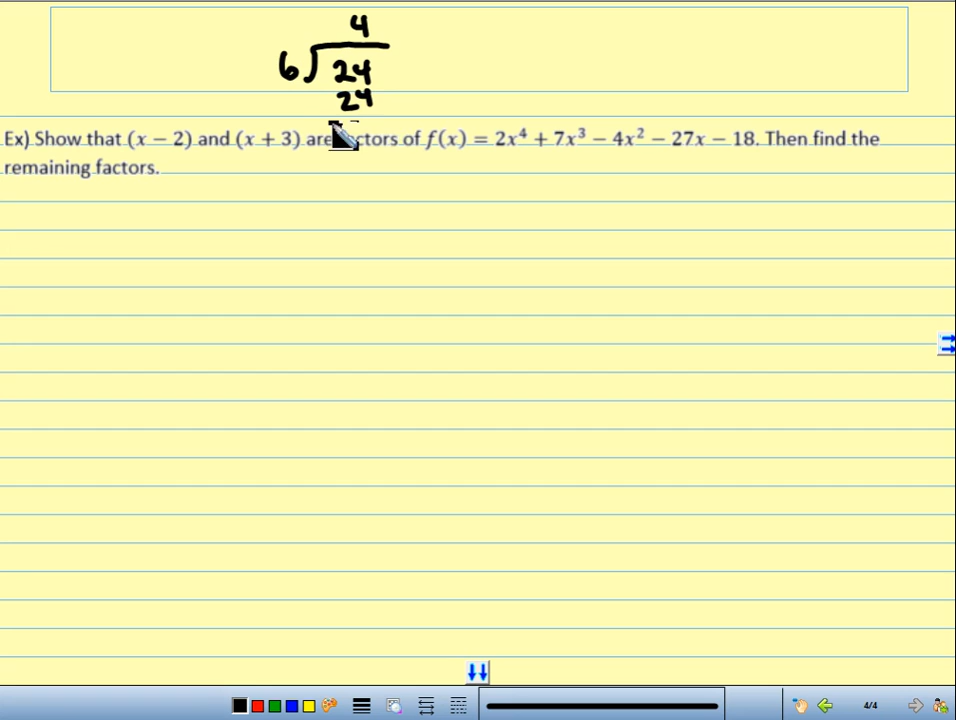 4
6 24
24
Ex) Show that (x − 2) and (x + 3) are factors of f(x) = 2x⁴ + 7x³ − 4x² − 27x − 18. Then find the
remaining factors.
4/4